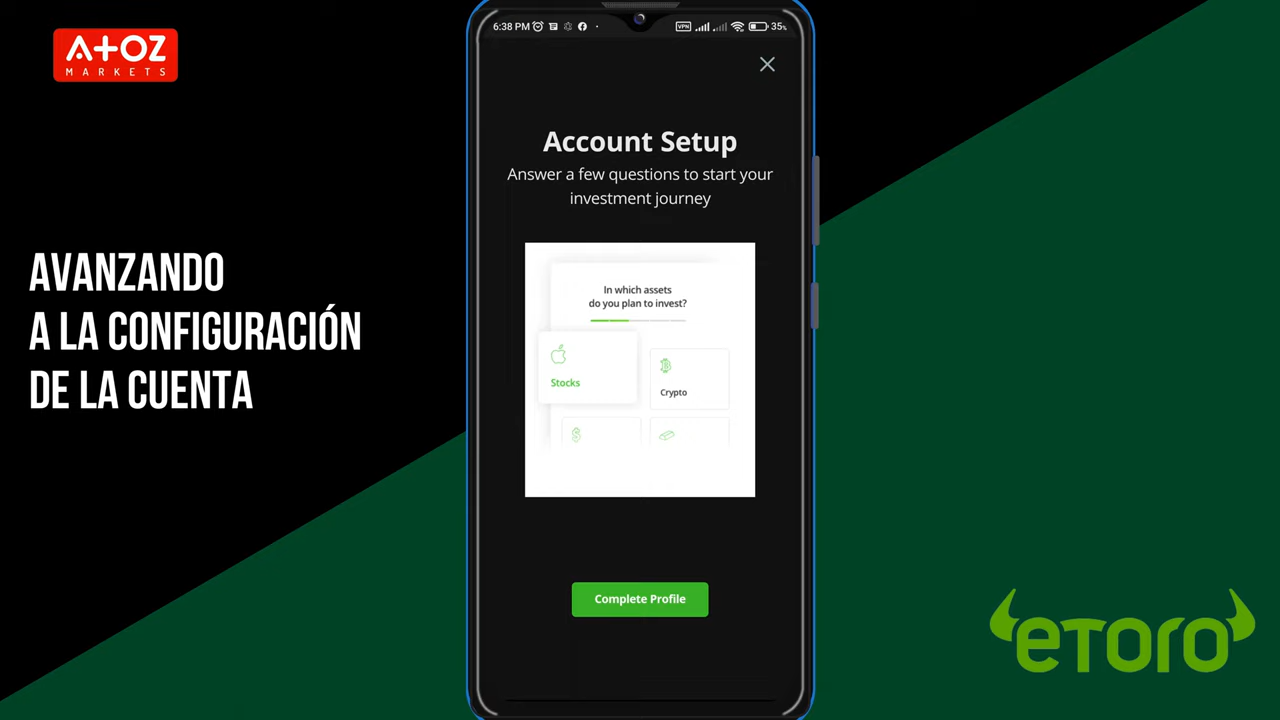 A+OZ
MARKETS
AVANZANDO
A LA CONFIGURACIÓN
DE LA CUENTA
6:38 PM
VPN
35%
Account Setup
Answer a few questions to start your
investment journey
In which assets
do you plan to invest?
Stocks
Crypto
Complete Profile
eTORO